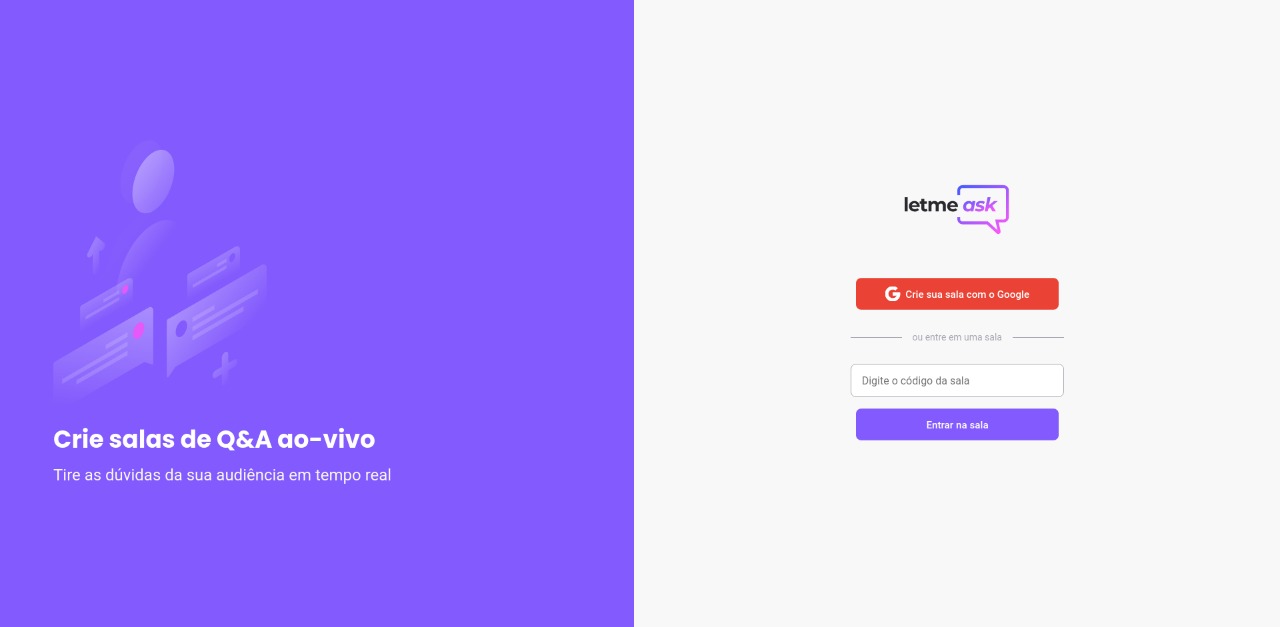 Crie salas de Q&A ao-vivo
Tire as dúvidas da sua audiência em tempo real
letme ask
Crie sua sala com o Google
ou entre em uma sala
Digite o código da sala
Entrar na sala